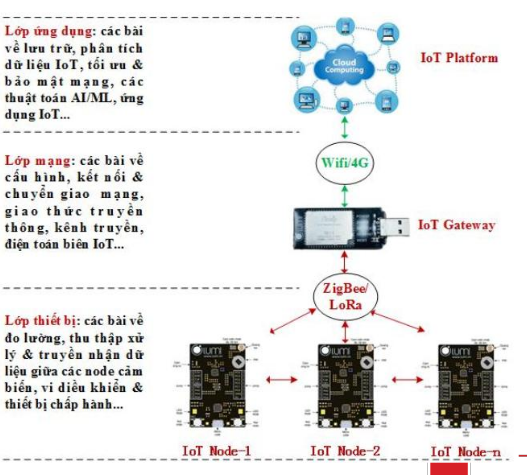 Lớp ứng dụng: các bài
về lưu trữ, phân tích
dữ liệu IoT, tối ưu &
bảo mật mạng, các
thuật toán AI/ML, ứng
dụng IoT...
Cloud
Computing
IoT Platform
Wifi/4G
Lớp mạng: các bài về
cấu hình, kết nối &
chuyển giao mạng,
giao thức truyền
thông, kênh truyền,
điện toán biên IoT...
IoT Gateway
ZigBee/
LoRa
Lớp thiết bị: các bài về
đo lường, thu thập xử
lý & truyền nhận dữ
liệu giữa các node cảm
biến, vi điều khiển &
thiết bị chấp hành...
IoT Node-1
IoT Node-2
IoT Node-n